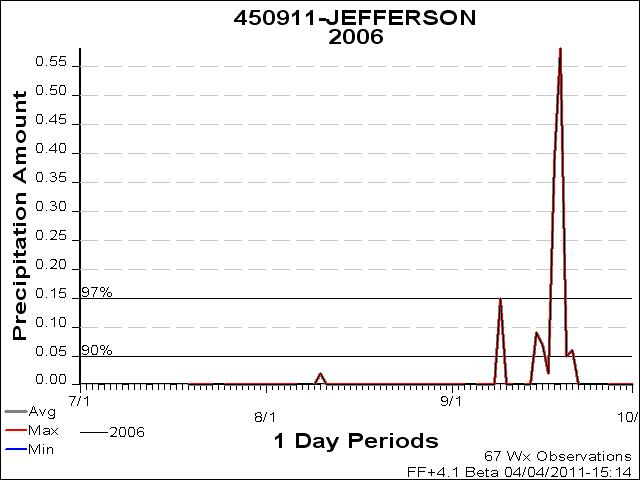 450911-JEFFERSON
2006
Precipitation Amount
0.55
0.50
0.45
0.40
0.35
0.30
0.25
0.20
0.15
0.10
0.05
0.00
97%
90%
7/1
8/1
9/1
10/
1 Day Periods
Avg
Max
Min
2006
67 Wx Observations
FF+4.1 Beta 04/04/2011-15:14